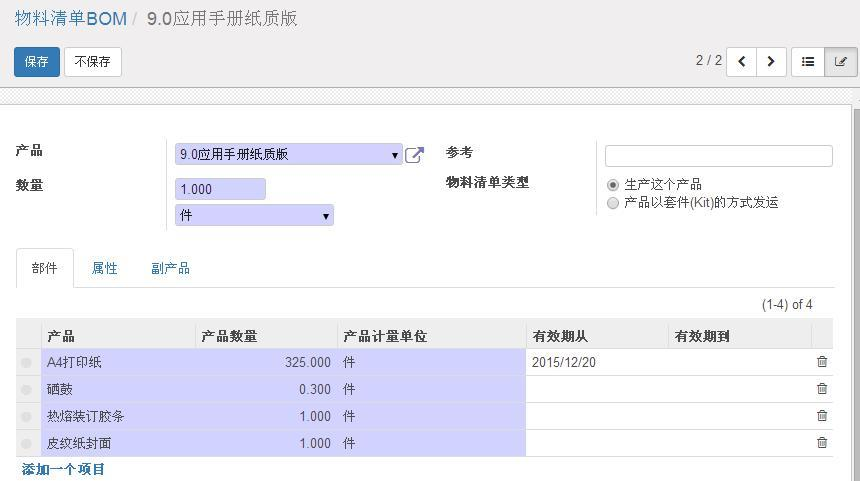 物料清单BOM / 9.0应用手册纸质版
保存 不保存 2 / 2
产品 9.0应用手册纸质版 参考
数量 1.000 物料清单类型 生产这个产品
件 产品以套件(Kit)的方式发运
部件 属性 副产品
(1-4) of 4
产品 产品数量 产品计量单位 有效期从 有效期到
A4打印纸 325.000 件 2015/12/20
硒鼓 0.300 件
热熔装订胶条 1.000 件
皮纹纸封面 1.000 件
添加一个项目